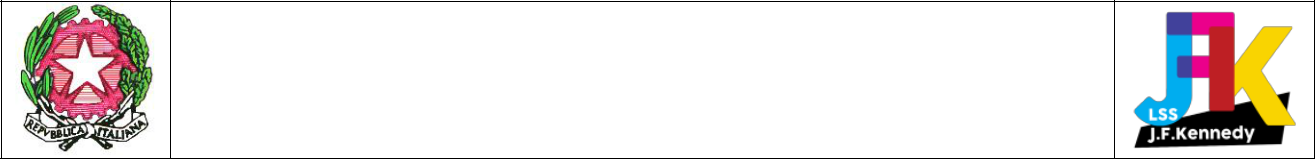 REPVBBLICA ITALIANA
JFK
LSS
J.F.Kennedy